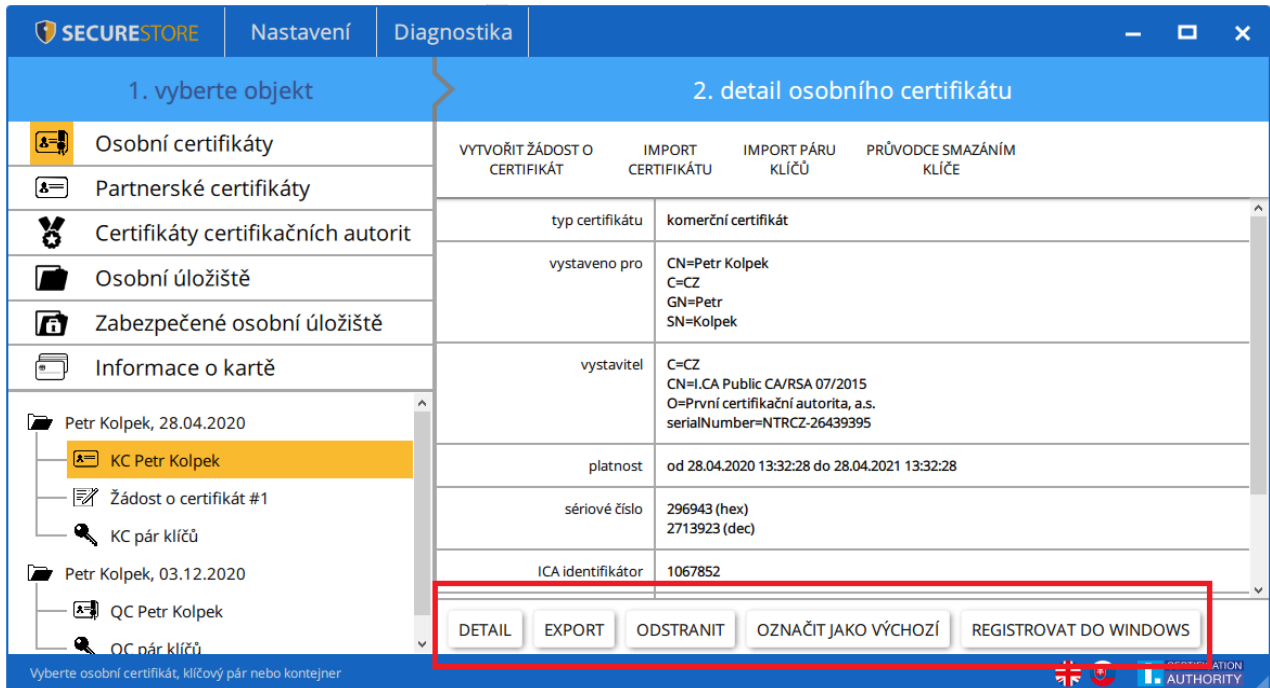 SECURESTORE
Nastavení
Diagnostika
1. vyberte objekt
2. detail osobního certifikátu
Osobní certifikáty
Partnerské certifikáty
Certifikáty certifikačních autorit
Osobní úložiště
Zabezpečené osobní úložiště
Informace o kartě
Petr Kolpek, 28.04.2020
KC Petr Kolpek
Žádost o certifikát #1
KC pár klíčů
Petr Kolpek, 03.12.2020
QC Petr Kolpek
QC pár klíčů
VYTVOŘIT ŽÁDOST O
CERTIFIKÁT
IMPORT
CERTIFIKÁTU
IMPORT PÁRU
KLÍČŮ
PRŮVODCE SMAZÁNÍM
KLÍČE
typ certifikátu
komerční certifikát
vystaveno pro
CN=Petr Kolpek
C=CZ
GN=Petr
SN=Kolpek
vystavitel
C=CZ
CN=I.CA Public CA/RSA 07/2015
O=První certifikační autorita, a.s.
serialNumber=NTRCZ-26439395
platnost
od 28.04.2020 13:32:28 do 28.04.2021 13:32:28
sériové číslo
296943 (hex)
2713923 (dec)
ICA identifikátor
1067852
DETAIL
EXPORT
ODSTRANIT
OZNAČIT JAKO VÝCHOZÍ
REGISTROVAT DO WINDOWS
Vyberte osobní certifikát, klíčový pár nebo kontejner
AUTHORITY